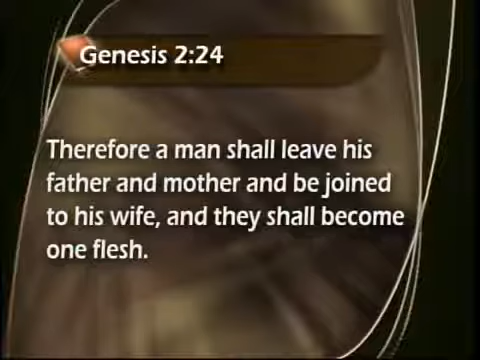 Genesis 2:24
Therefore a man shall leave his
father and mother and be joined
to his wife, and they shall become
one flesh.